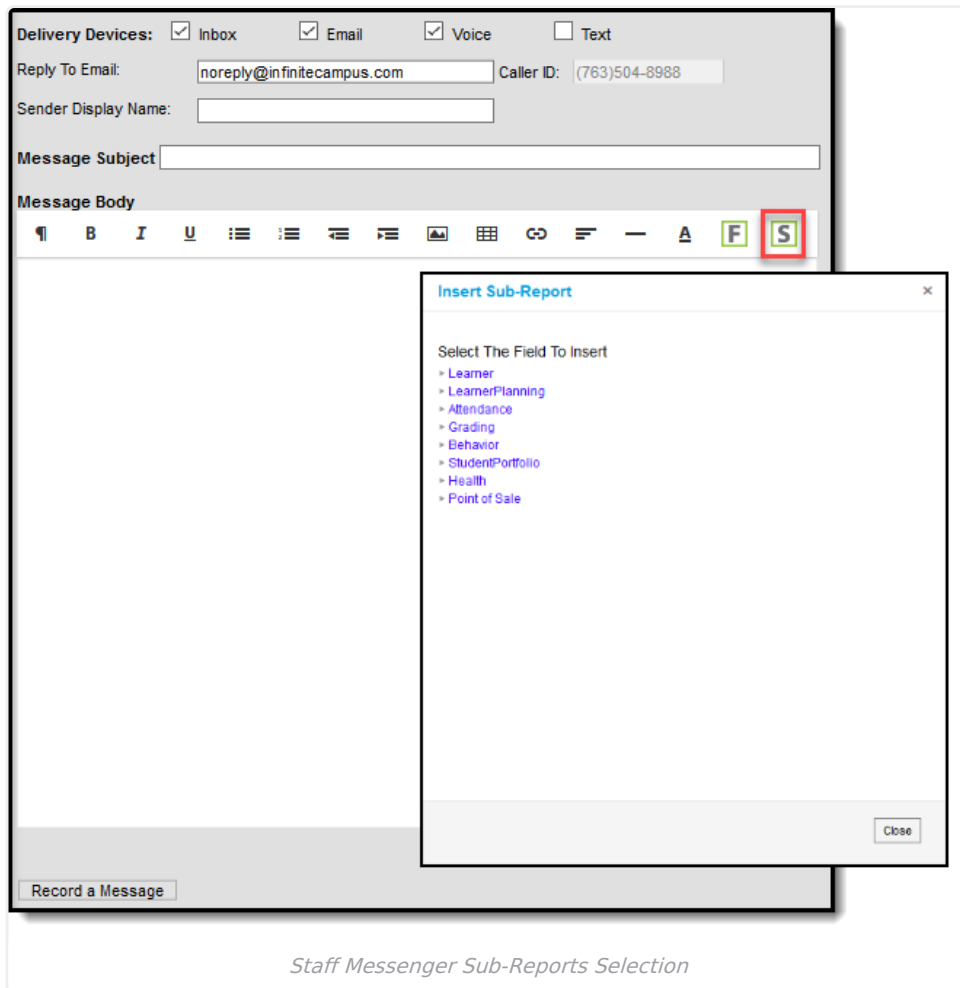 Delivery Devices: Inbox Email Voice Text
Reply To Email: noreply@infinitecampus.com Caller ID: (763)504-8988
Sender Display Name:
Message Subject
Message Body
¶ B I U A F S
Insert Sub-Report ×
Select The Field To Insert
Learner
LearnerPlanning
Attendance
Grading
Behavior
StudentPortfolio
Health
Point of Sale
Close
Record a Message
Staff Messenger Sub-Reports Selection